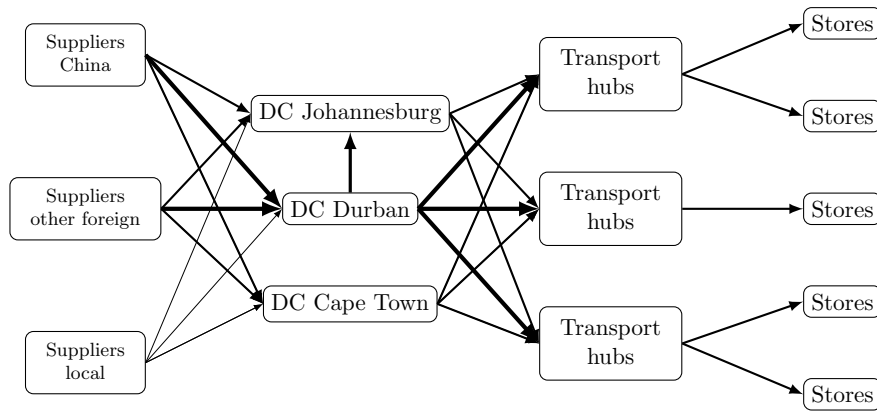 Suppliers
China
Suppliers
other foreign
Suppliers
local
DC Johannesburg
DC Durban
DC Cape Town
Transport
hubs
Transport
hubs
Transport
hubs
Stores
Stores
Stores
Stores
Stores